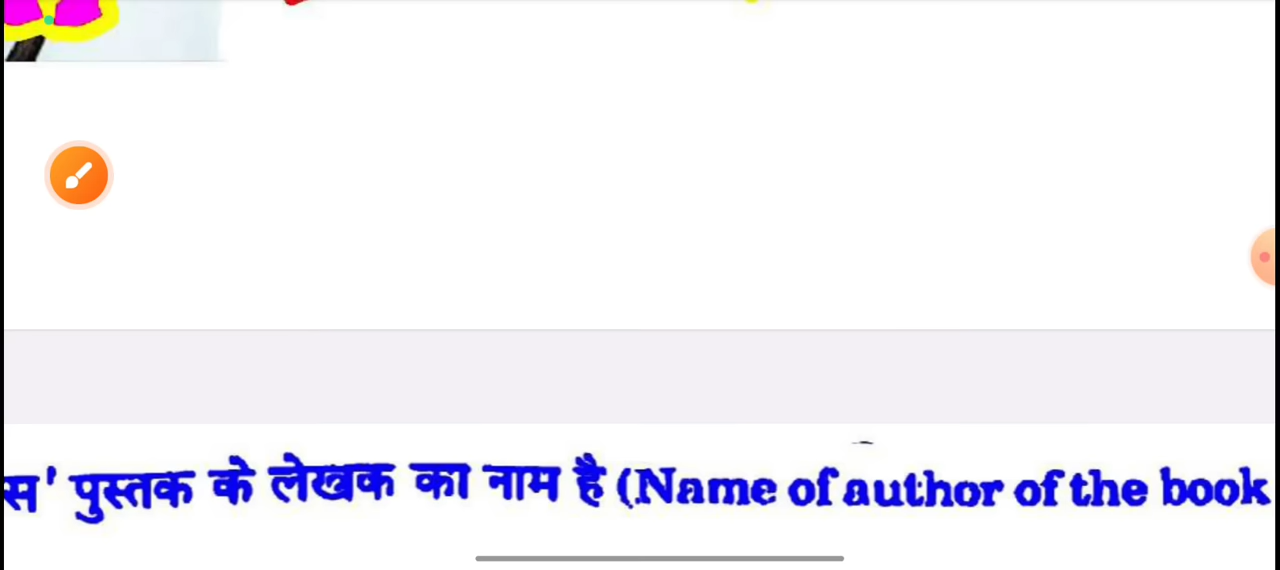 स' पुस्तक के लेखक का नाम है (Name of author of the book